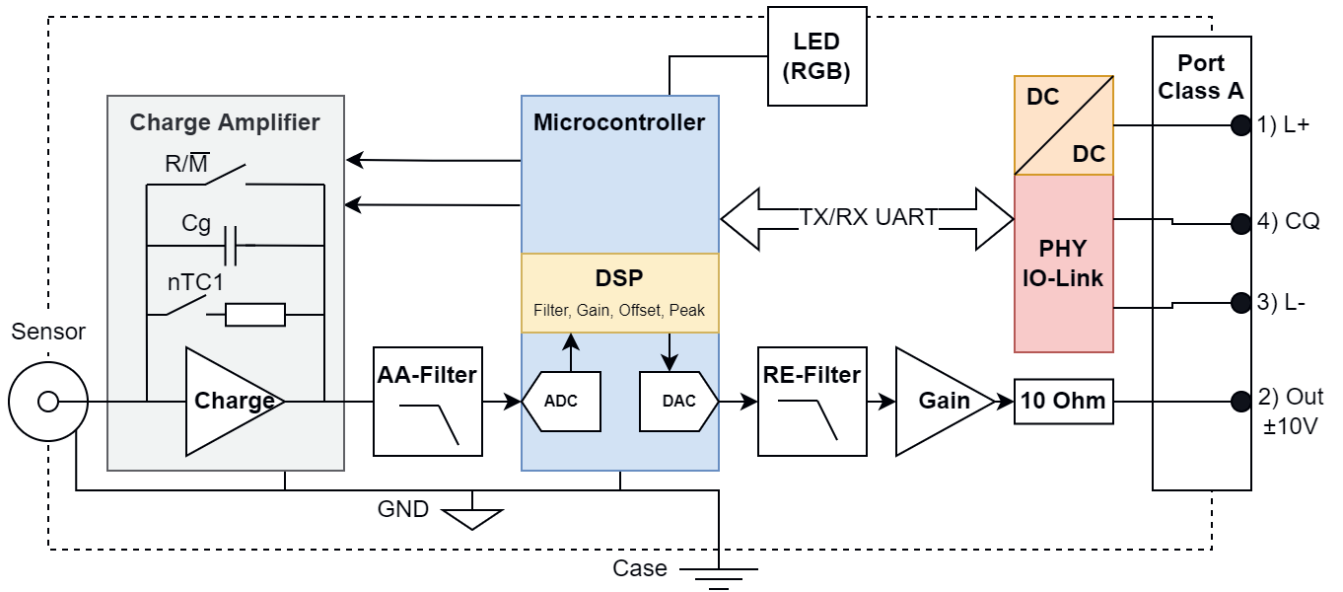 LED
(RGB)
Port
Class A
Charge Amplifier
Microcontroller
DC
DC
1) L+
R/M̅
Cg
TX/RX UART
4) CQ
PHY
IO-Link
nTC1
DSP
Filter, Gain, Offset, Peak
3) L-
Sensor
AA-Filter
RE-Filter
Charge
ADC
DAC
Gain
10 Ohm
2) Out
±10V
GND
Case